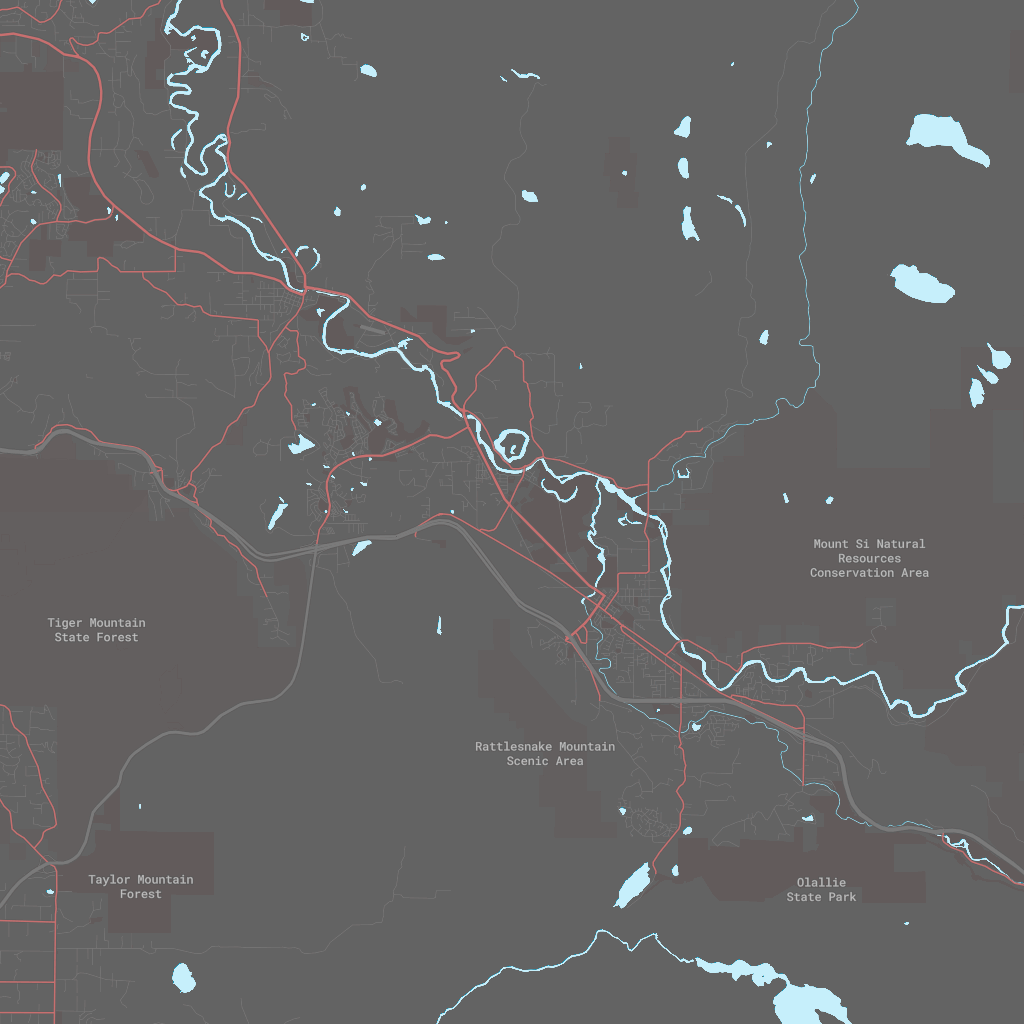 Mount Si Natural
Resources
Conservation Area
Tiger Mountain
State Forest
Rattlesnake Mountain
Scenic Area
Taylor Mountain
Forest
Olallie
State Park